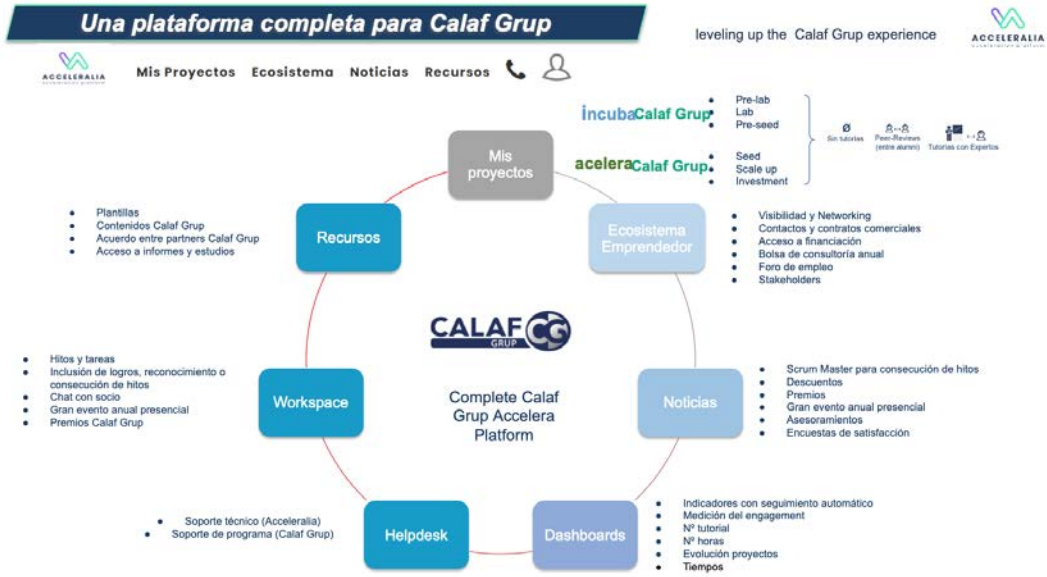 Una plataforma completa para Calaf Grup
leveling up the Calaf Grup experience
ACCELERALIA
ACCELERALIA
Mis Proyectos Ecosistema Noticias Recursos
incubaCalaf Grup
Pre-lab
Lab
Pre-seed
aceleraCalaf Grup
Seed
Scale up
Investment
Sin tutorias
Peer-Reviews
(entre alumni)
Tutorías con Expertos
Mis
proyectos
Recursos
Plantillas
Contenidos Calaf Grup
Acuerdo entre partners Calaf Grup
Acceso a informes y estudios
Ecosistema
Emprendedor
Visibilidad y Networking
Contactos y contratos comerciales
Acceso a financiación
Bolsa de consultoría anual
Foro de empleo
Stakeholders
CALAF CG
GRUP
Complete Calaf
Grup Accelera
Platform
Workspace
Hitos y tareas
Inclusión de logros, reconocimiento o
consecución de hitos
Chat con socio
Gran evento anual presencial
Premios Calaf Grup
Noticias
Scrum Master para consecución de hitos
Descuentos
Premios
Gran evento anual presencial
Asesoramientos
Encuestas de satisfacción
Helpdesk
Soporte técnico (Acceleralia)
Soporte de programa (Calaf Grup)
Dashboards
Indicadores con seguimiento automático
Medición del engagement
Nº tutorial
Nº horas
Evolución proyectos
Tiempos